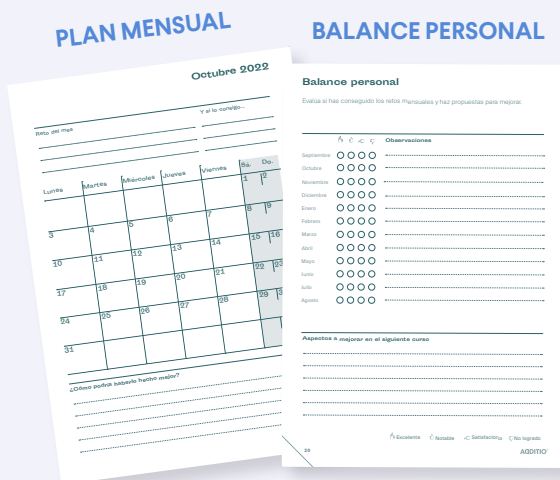 PLAN MENSUAL
Octubre 2022
Reto del mes
Y si lo consigo...
Lunes Martes Miércoles Jueves Viernes Sa. Do.
1 2
3 4 5 6 7 8 9
10 11 12 13 14 15 16
17 18 19 20 21 22 23
24 25 26 27 28 29
31
¿Cómo podría haberlo hecho mejor?
BALANCE PERSONAL
Balance personal
Evalúa si has conseguido los retos mensuales y haz propuestas para mejorar.
Observaciones
Septiembre
Octubre
Noviembre
Diciembre
Enero
Febrero
Marzo
Abril
Mayo
Junio
Julio
Agosto
Aspectos a mejorar en el siguiente curso
Excelente Notable Satisfactorio No logrado
ADDITIO